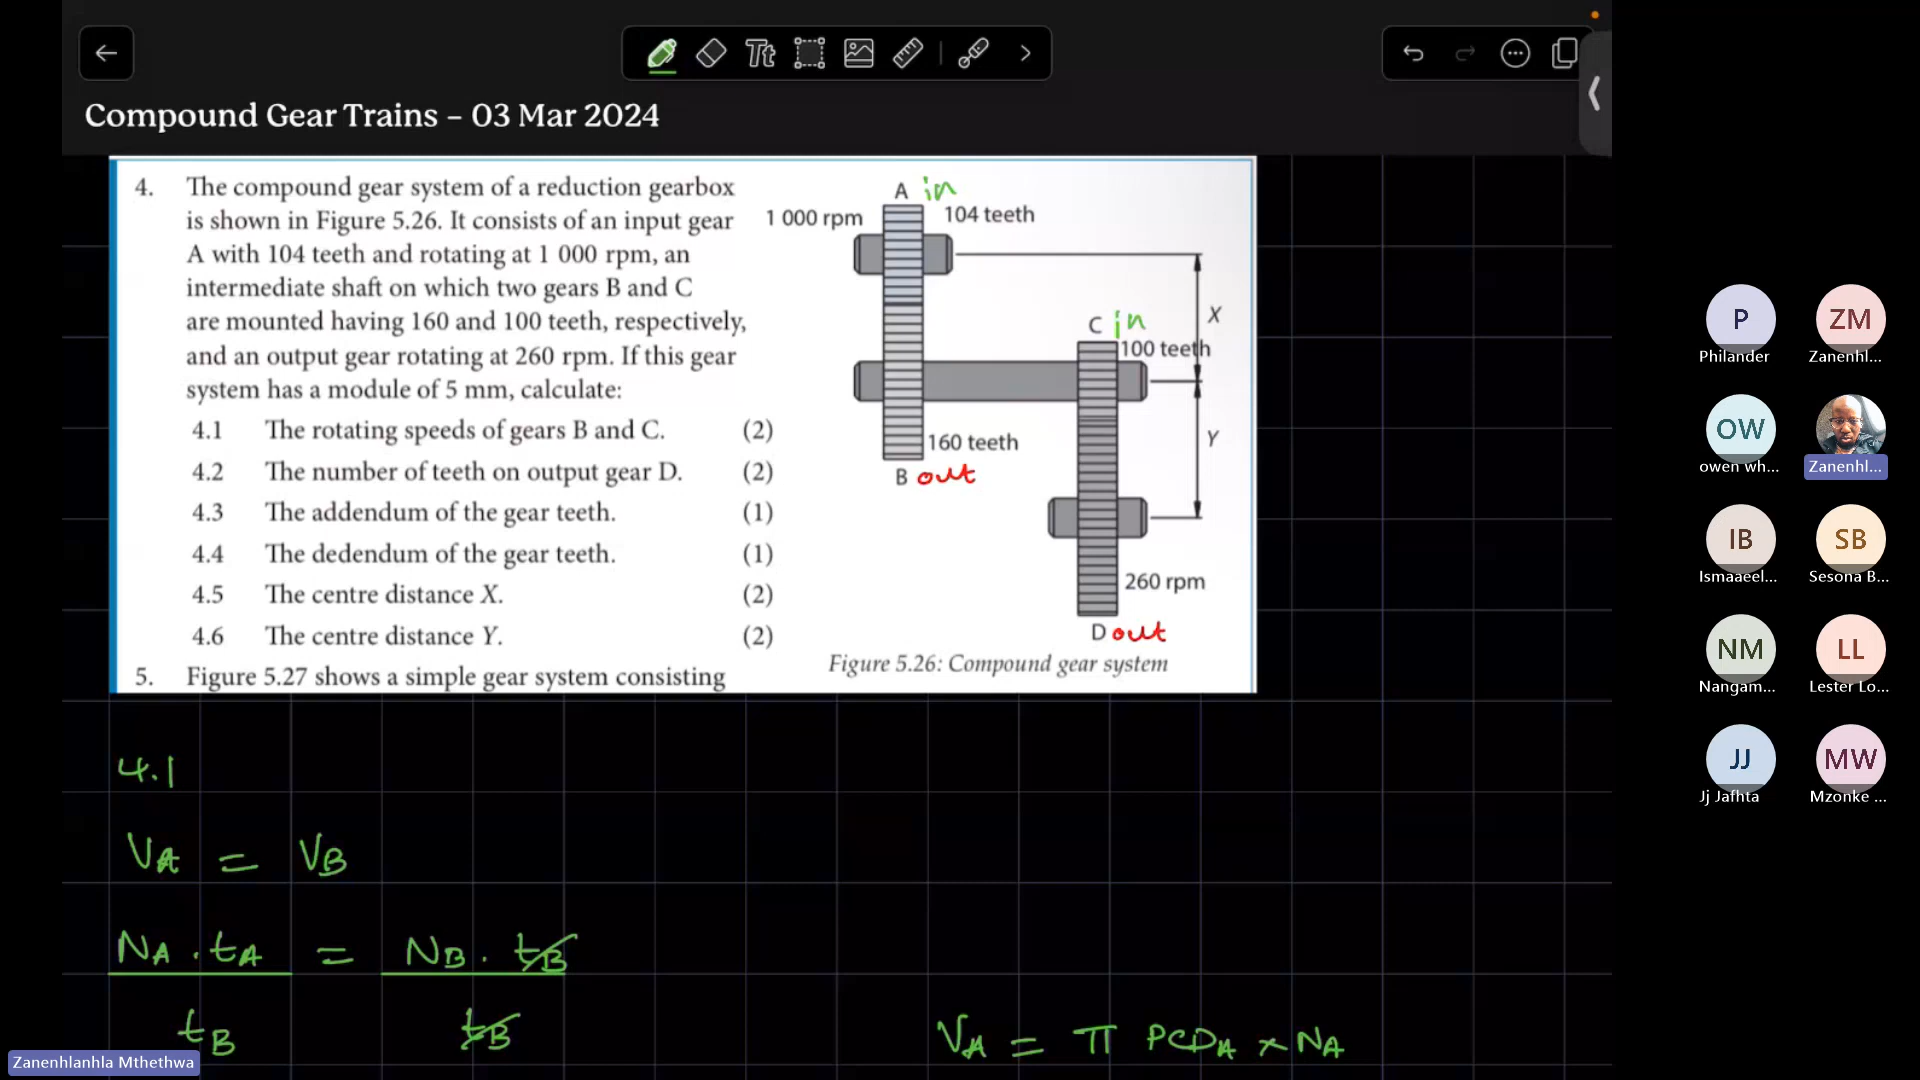 Compound Gear Trains – 03 Mar 2024
4. The compound gear system of a reduction gearbox
is shown in Figure 5.26. It consists of an input gear
A with 104 teeth and rotating at 1 000 rpm, an
intermediate shaft on which two gears B and C
are mounted having 160 and 100 teeth, respectively,
and an output gear rotating at 260 rpm. If this gear
system has a module of 5 mm, calculate:
4.1 The rotating speeds of gears B and C. (2)
4.2 The number of teeth on output gear D. (2)
4.3 The addendum of the gear teeth. (1)
4.4 The dedendum of the gear teeth. (1)
4.5 The centre distance X. (2)
4.6 The centre distance Y. (2)
5. Figure 5.27 shows a simple gear system consisting
A in
1 000 rpm
104 teeth
X
C in
100 teeth
Y
160 teeth
B out
260 rpm
D out
Figure 5.26: Compound gear system
4.1
VA = VB
NA . tA = NB . tB
tB tB
VA = π PCDA × NA
P
Philander
ZM
Zanenhl...
OW
owen wh...
Zanenhl...
IB
Ismaaeel...
SB
Sesona B...
NM
Nangam...
LL
Lester Lo...
JJ
Jj Jafhta
MW
Mzonke ...
Zanenhlanhla Mthethwa
Tt